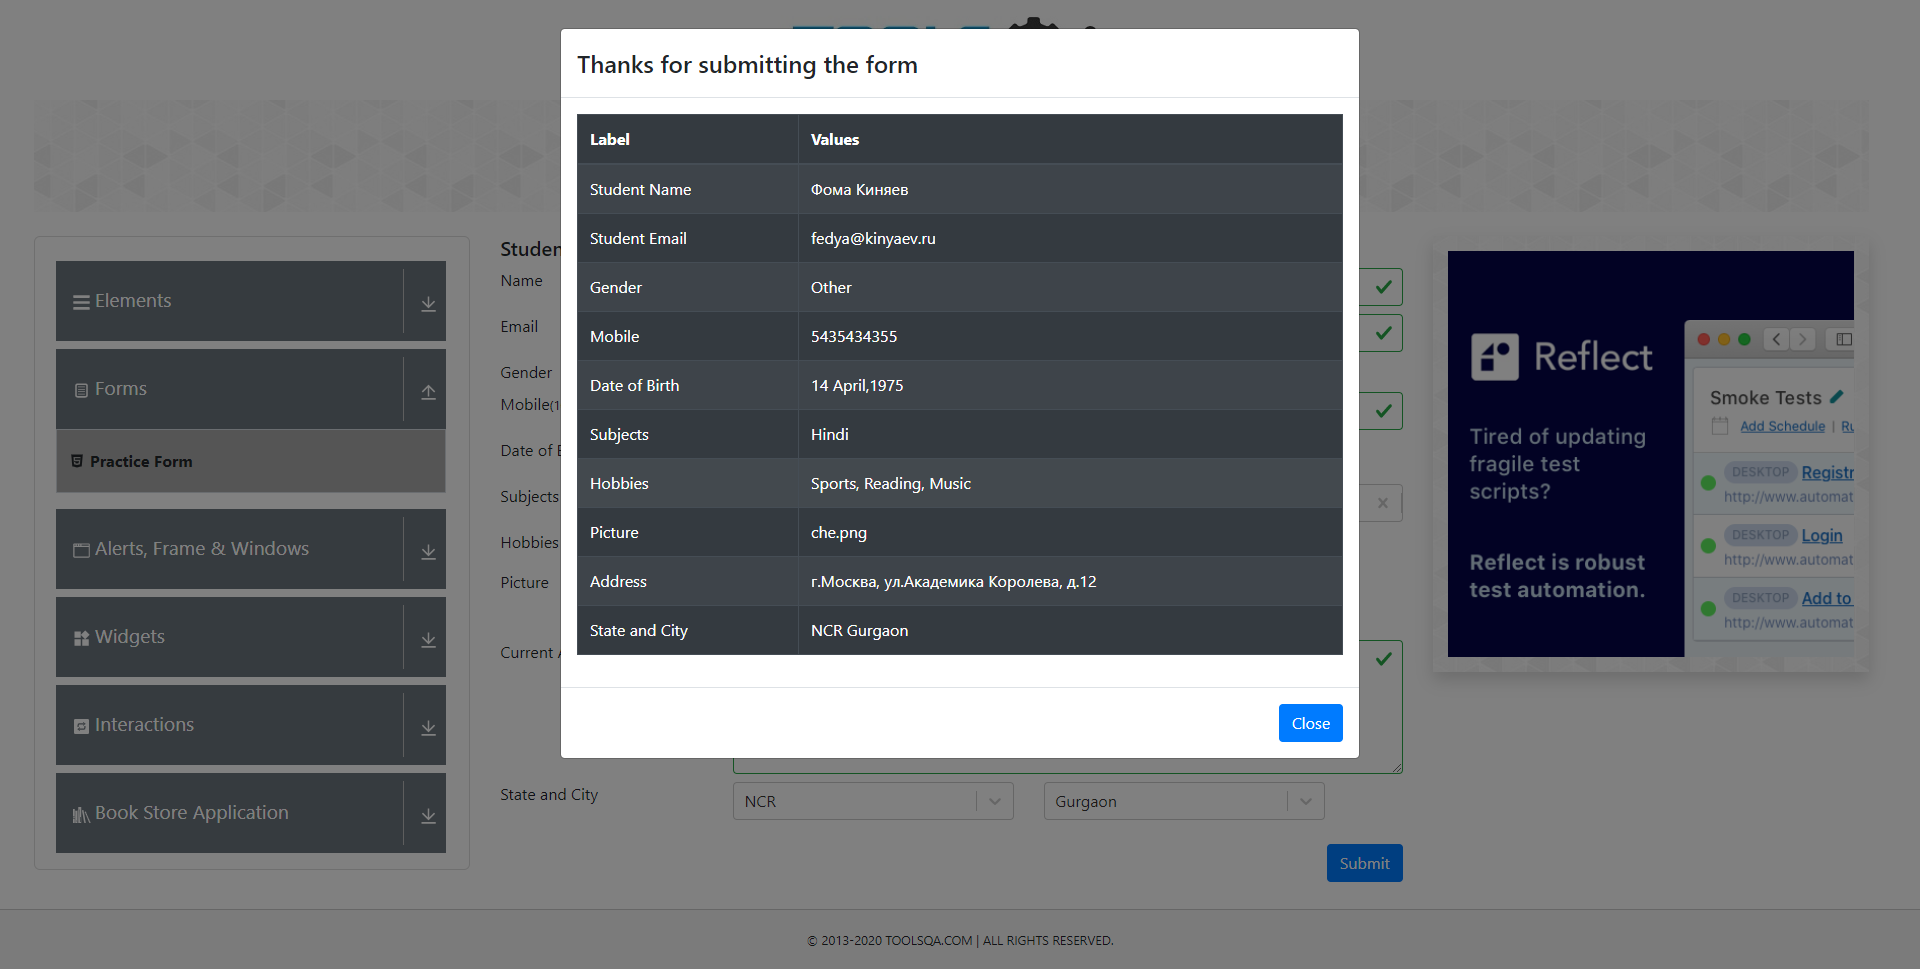 Thanks for submitting the form
Label Values
Student Name Фома Киняев
Student Email fedya@kinyaev.ru
Gender Other
Mobile 5435434355
Date of Birth 14 April,1975
Subjects Hindi
Hobbies Sports, Reading, Music
Picture che.png
Address г.Москва, ул.Академика Королева, д.12
State and City NCR Gurgaon
Close
Elements
Forms
Practice Form
Alerts, Frame & Windows
Widgets
Interactions
Book Store Application
Name
Email
Gender
Mobile(1
Date of
Subjects
Hobbies
Picture
Current
State and City NCR Gurgaon
Submit
Reflect
Tired of updating
fragile test
scripts?
Reflect is robust
test automation.
Smoke Tests
Add Schedule |
DESKTOP Registr
http://www.automat
DESKTOP Login
http://www.automat
DESKTOP Add to
http://www.automat
© 2013-2020 TOOLSQA.COM | ALL RIGHTS RESERVED.